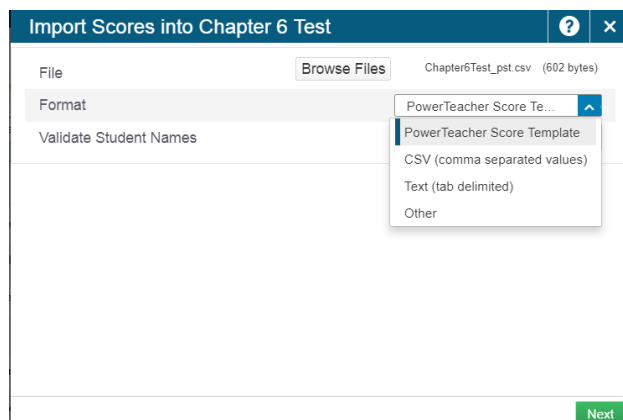 Import Scores into Chapter 6 Test ? ×
File Browse Files Chapter6Test_pst.csv (602 bytes)
Format PowerTeacher Score Te...
Validate Student Names
PowerTeacher Score Template
CSV (comma separated values)
Text (tab delimited)
Other
Next